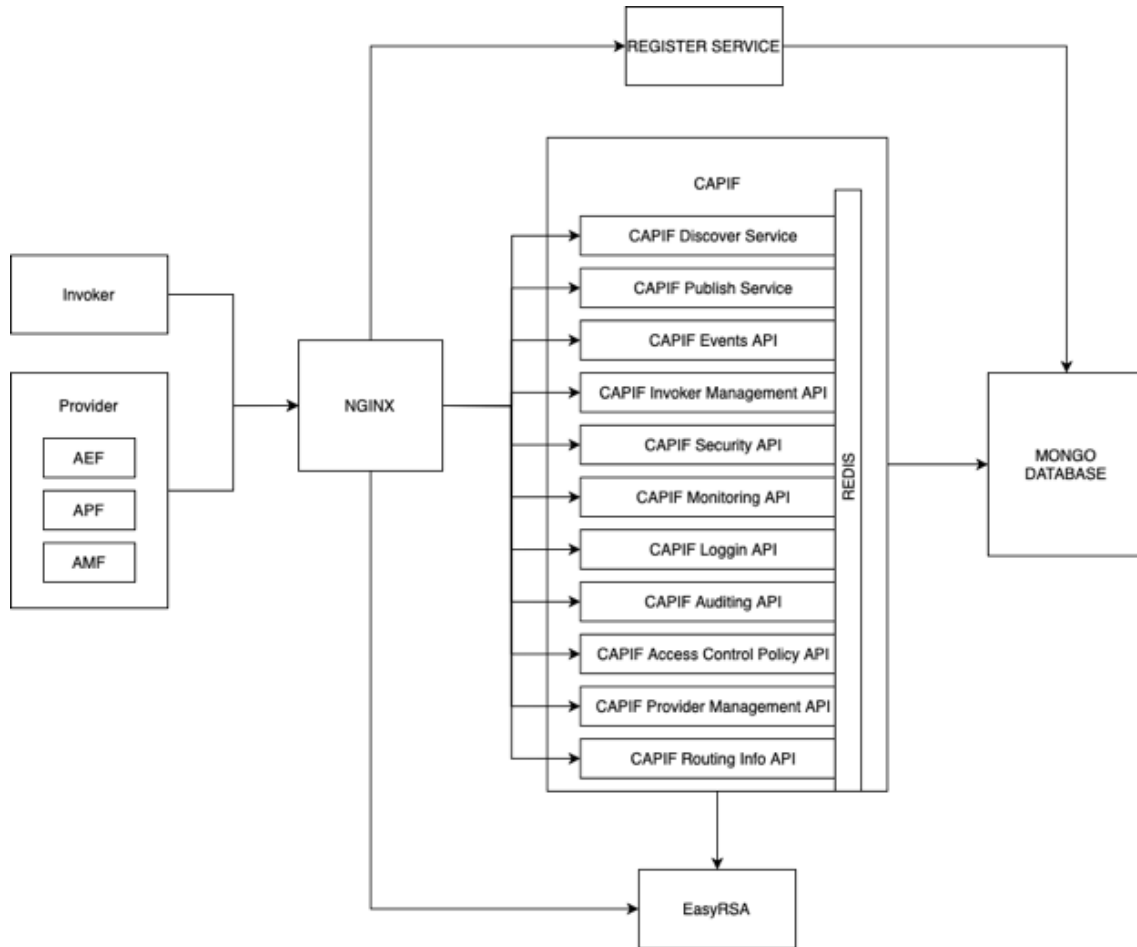 REGISTER SERVICE
CAPIF
CAPIF Discover Service
CAPIF Publish Service
CAPIF Events API
CAPIF Invoker Management API
CAPIF Security API
CAPIF Monitoring API
CAPIF Loggin API
CAPIF Auditing API
CAPIF Access Control Policy API
CAPIF Provider Management API
CAPIF Routing Info API
REDIS
Invoker
Provider
AEF
APF
AMF
NGINX
MONGO
DATABASE
EasyRSA